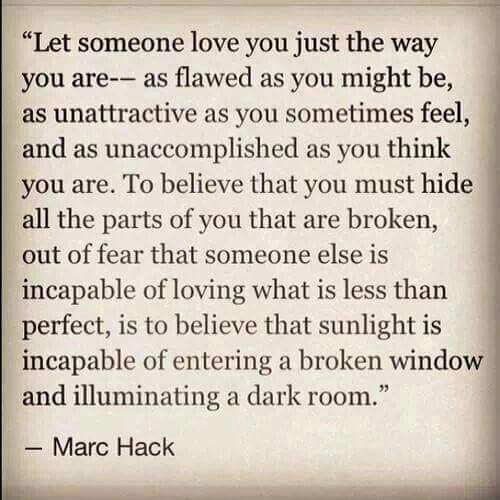 “Let someone love you just the way
you are-– as flawed as you might be,
as unattractive as you sometimes feel,
and as unaccomplished as you think
you are. To believe that you must hide
all the parts of you that are broken,
out of fear that someone else is
incapable of loving what is less than
perfect, is to believe that sunlight is
incapable of entering a broken window
and illuminating a dark room.”
— Marc Hack